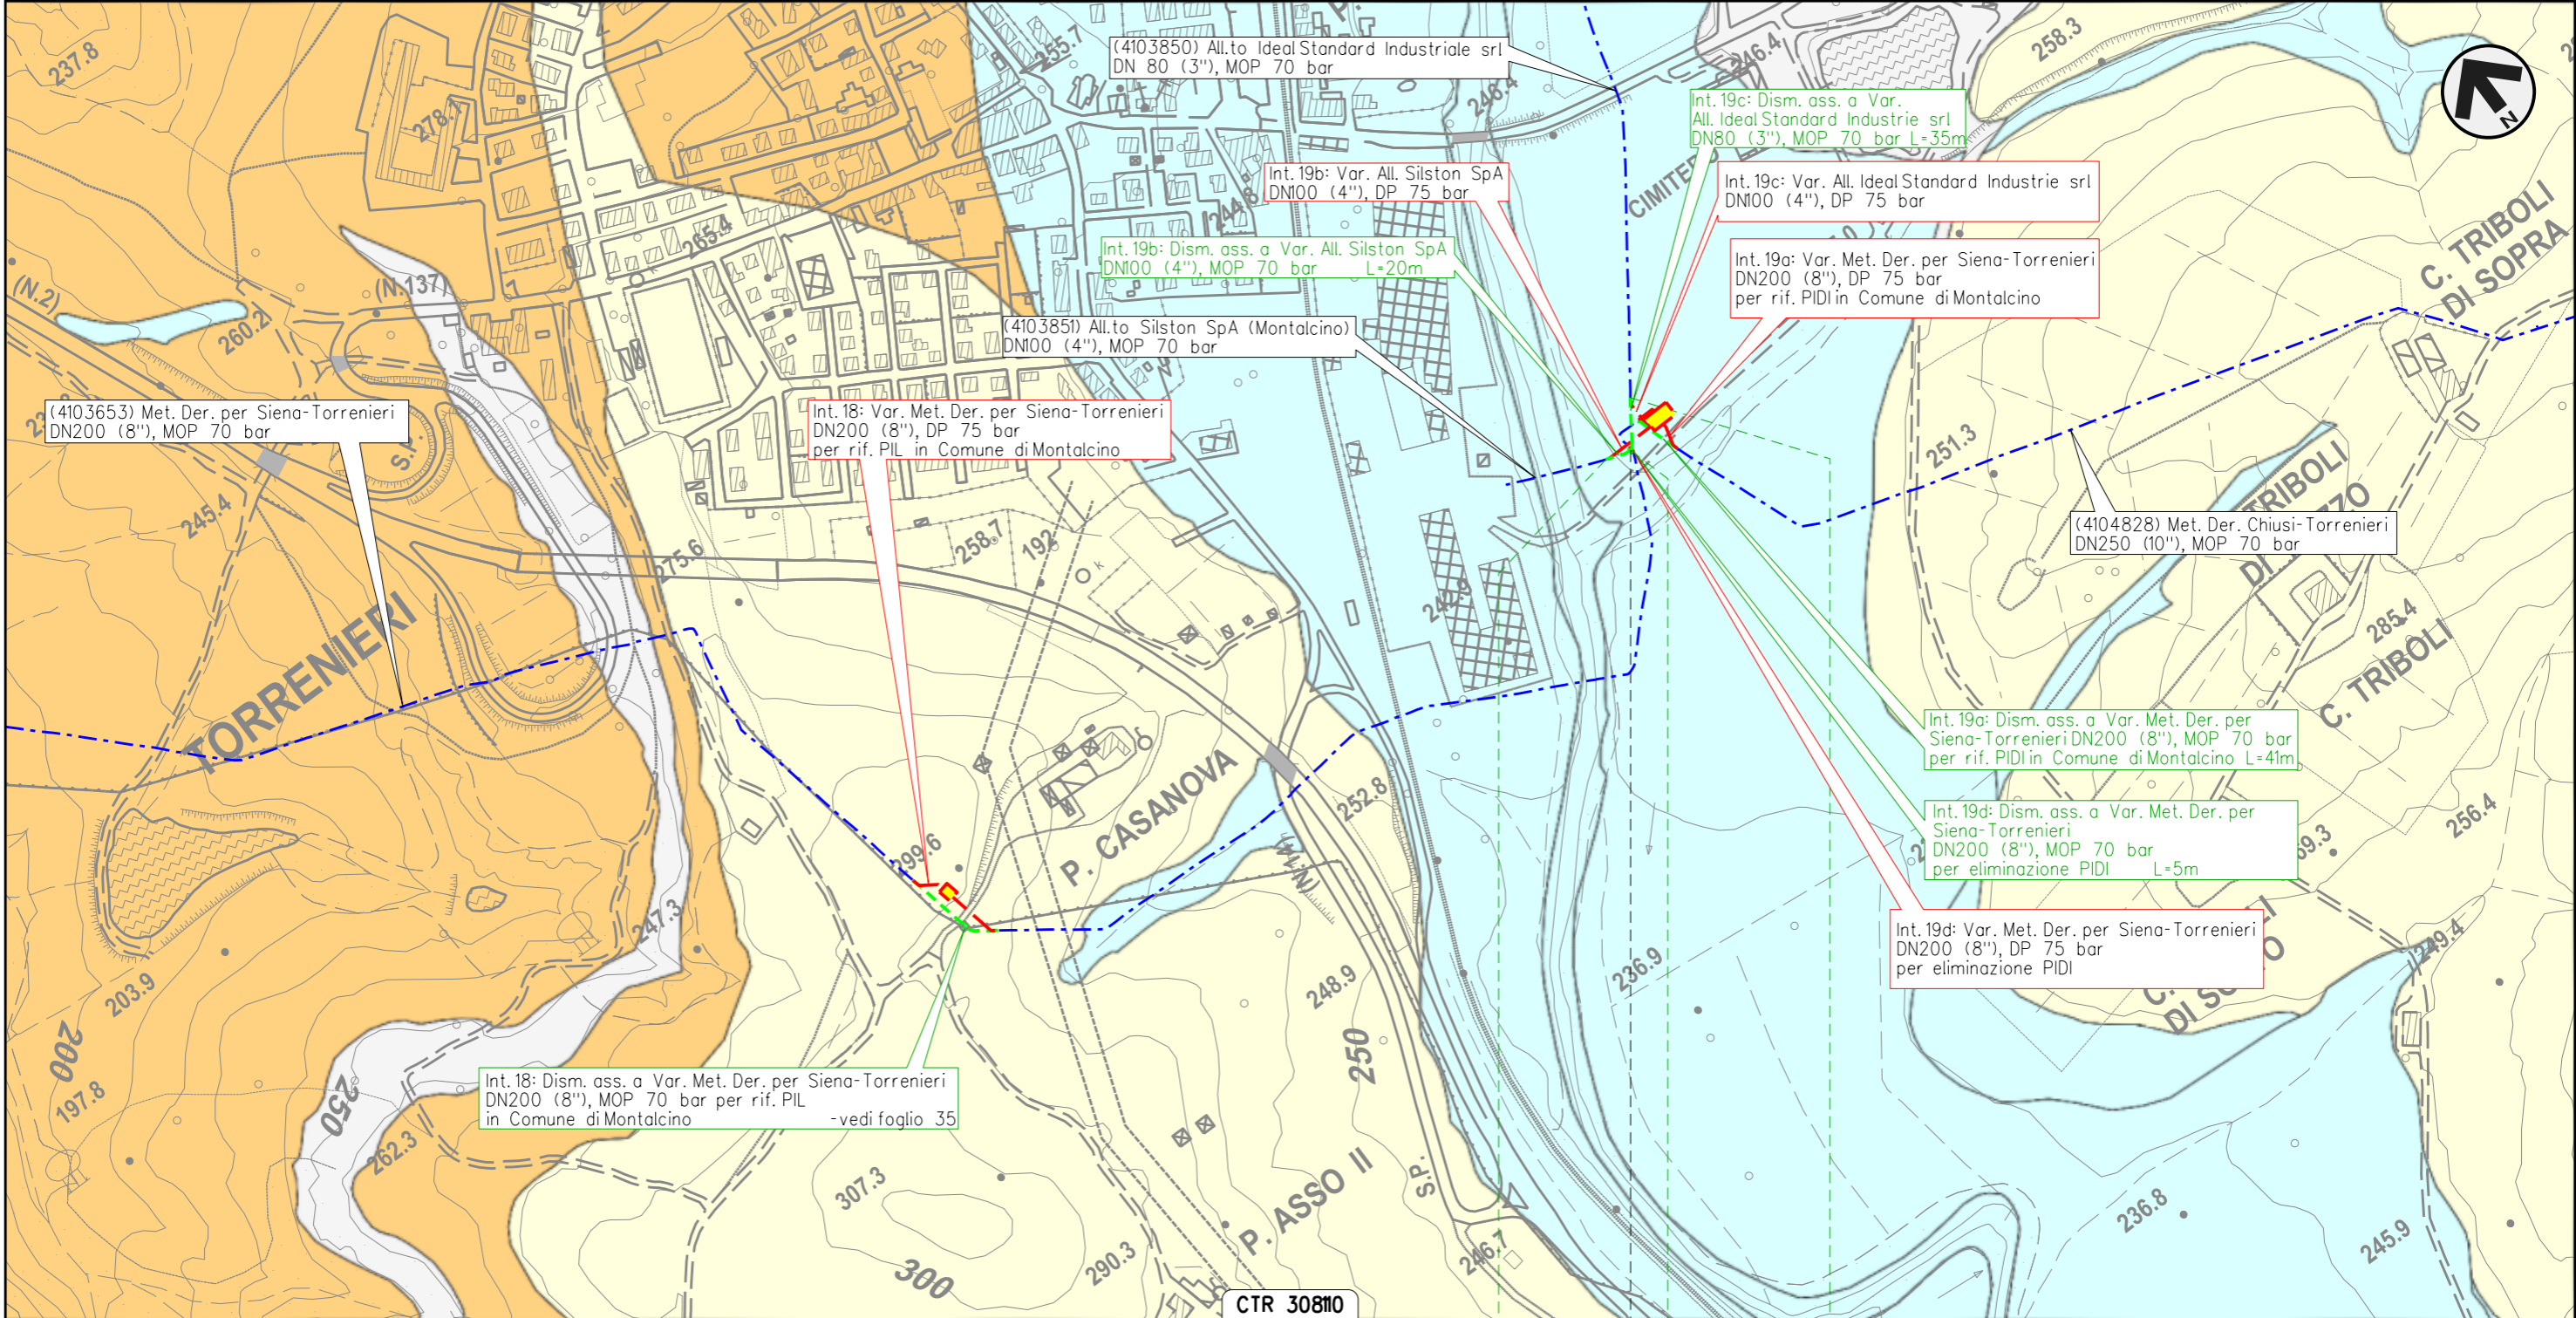 237.8
278.1
255.7
(4103850) All.to Ideal Standard Industriale srl
DN 80 (3"), MOP 70 bar
246.4
246.4
258.3
N
Int. 19c: Dism. ass. a Var.
All. Ideal Standard Industrie srl
DN80 (3"), MOP 70 bar L=35m
Int. 19b: Var. All. Silston SpA
DN100 (4"), DP 75 bar
CIMITERO
Int. 19c: Var. All. Ideal Standard Industrie srl
DN100 (4"), DP 75 bar
244.8
265.4
Int. 19b: Dism. ass. a Var. All. Silston SpA
DN100 (4"), MOP 70 bar L=20m
Int. 19a: Var. Met. Der. per Siena-Torrenieri
DN200 (8"), DP 75 bar
per rif. PIDI in Comune di Montalcino
C. TRIBOLI
DI SOPRA
(N.2)
(N.137)
260.2
(4103851) All.to Silston SpA (Montalcino)
DN100 (4"), MOP 70 bar
(4103653) Met. Der. per Siena-Torrenieri
DN200 (8"), MOP 70 bar
Int. 18: Var. Met. Der. per Siena-Torrenieri
DN200 (8"), DP 75 bar
per rif. PIL in Comune di Montalcino
S.P.
251.3
245.4
TRIBOLI
(4104828) Met. Der. Chiusi-Torrenieri
DN250 (10"), MOP 70 bar
258.7
192
k
275.6
242.9
285.4
C. TRIBOLI
TORRENIERI
Int. 19a: Dism. ass. a Var. Met. Der. per
Siena-Torrenieri DN200 (8"), MOP 70 bar
per rif. PIDI in Comune di Montalcino L=41m
P. CASANOVA
252.8
256.4
Int. 19d: Dism. ass. a Var. Met. Der. per
Siena-Torrenieri
DN200 (8"), MOP 70 bar
per eliminazione PIDI L=5m
299.6
(N.144)
247.3
Int. 19d: Var. Met. Der. per Siena-Torrenieri
DN200 (8"), DP 75 bar
per eliminazione PIDI
249.4
236.9
248.9
203.9
200
197.8
250
250
262.3
Int. 18: Dism. ass. a Var. Met. Der. per Siena-Torrenieri
DN200 (8"), MOP 70 bar per rif. PIL
in Comune di Montalcino -vedi foglio 35
307.3
P. ASSO II
S.P.
236.8
245.9
246.7
290.3
300
CTR 308110